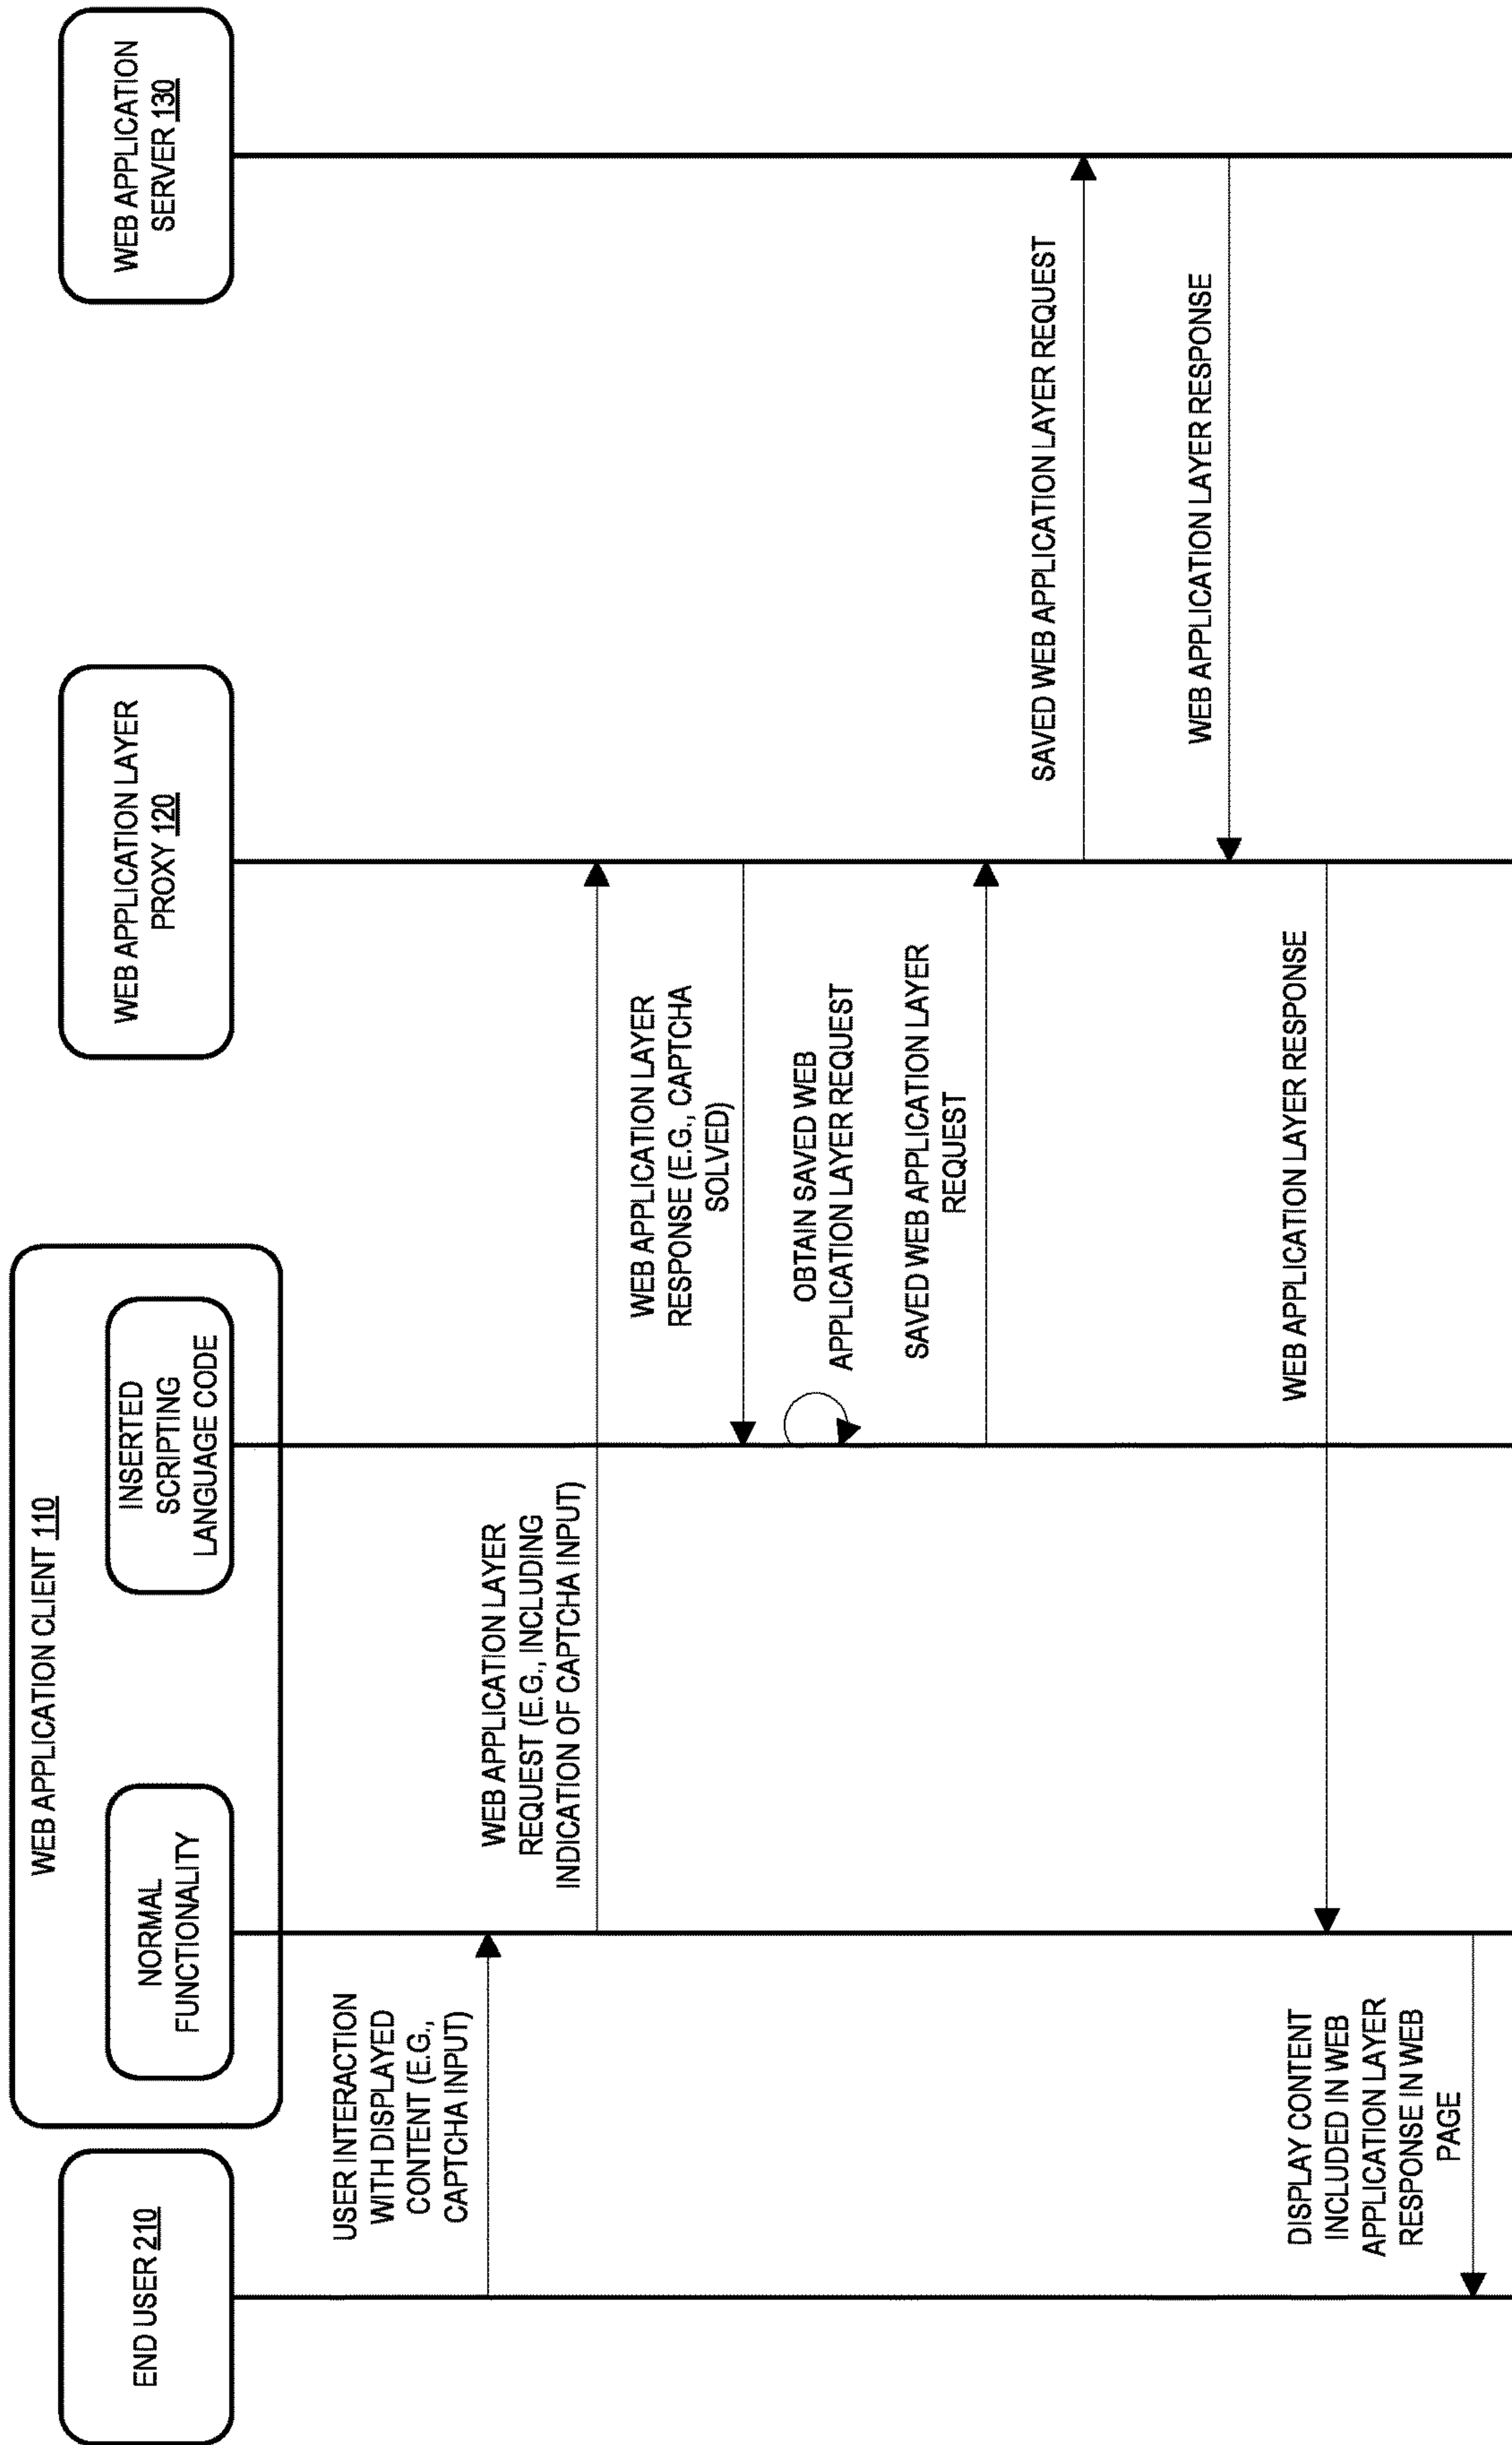 END USER 210
WEB APPLICATION CLIENT 110
NORMAL
FUNCTIONALITY
INSERTED
SCRIPTING
LANGUAGE CODE
WEB APPLICATION LAYER
PROXY 120
WEB APPLICATION
SERVER 130
USER INTERACTION
WITH DISPLAYED
CONTENT (E.G.,
CAPTCHA INPUT)
WEB APPLICATION LAYER
REQUEST (E.G., INCLUDING
INDICATION OF CAPTCHA INPUT)
WEB APPLICATION LAYER
RESPONSE (E.G., CAPTCHA
SOLVED)
OBTAIN SAVED WEB
APPLICATION LAYER REQUEST
SAVED WEB APPLICATION LAYER
REQUEST
SAVED WEB APPLICATION LAYER REQUEST
WEB APPLICATION LAYER RESPONSE
WEB APPLICATION LAYER RESPONSE
DISPLAY CONTENT
INCLUDED IN WEB
APPLICATION LAYER
RESPONSE IN WEB
PAGE